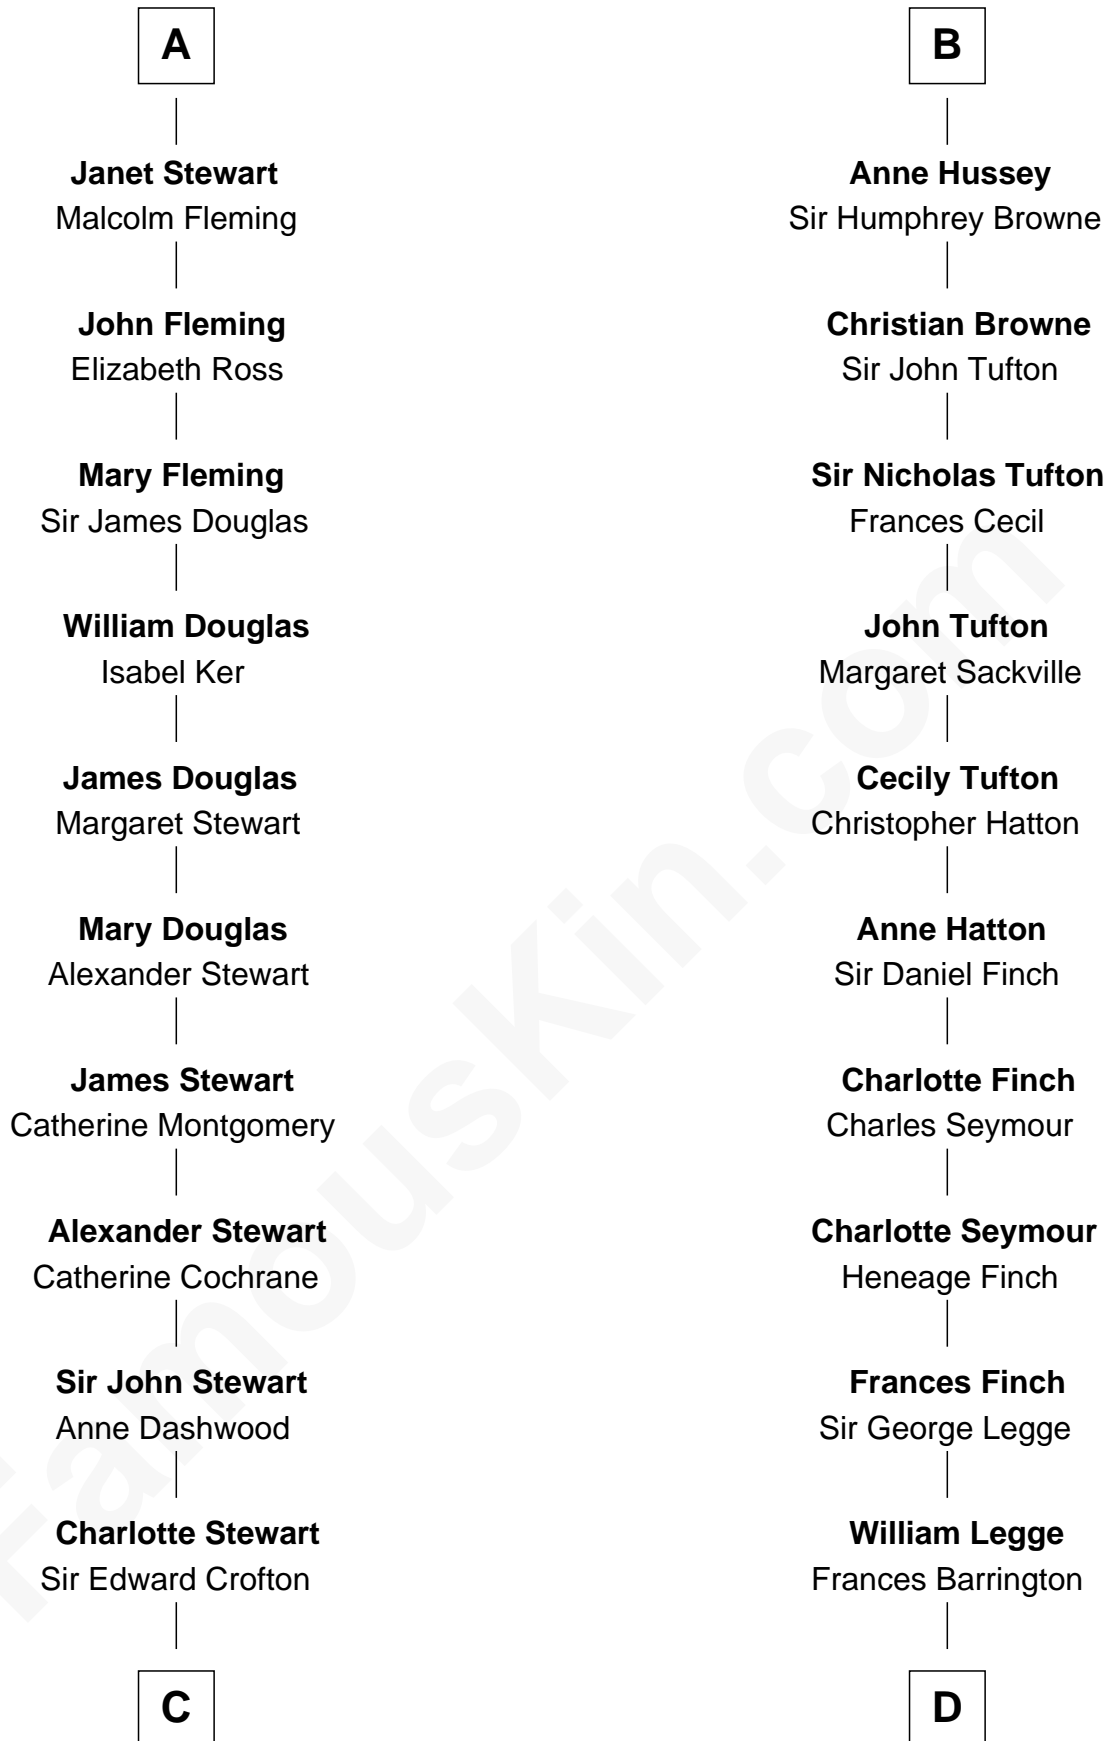 A
Janet Stewart
Malcolm Fleming
John Fleming
Elizabeth Ross
Mary Fleming
Sir James Douglas
William Douglas
Isabel Ker
James Douglas
Margaret Stewart
Mary Douglas
Alexander Stewart
James Stewart
Catherine Montgomery
Alexander Stewart
Catherine Cochrane
Sir John Stewart
Anne Dashwood
Charlotte Stewart
Sir Edward Crofton
C
B
Anne Hussey
Sir Humphrey Browne
Christian Browne
Sir John Tufton
Sir Nicholas Tufton
Frances Cecil
John Tufton
Margaret Sackville
Cecily Tufton
Christopher Hatton
Anne Hatton
Sir Daniel Finch
Charlotte Finch
Charles Seymour
Charlotte Seymour
Heneage Finch
Frances Finch
Sir George Legge
William Legge
Frances Barrington
D
FamousKin.com